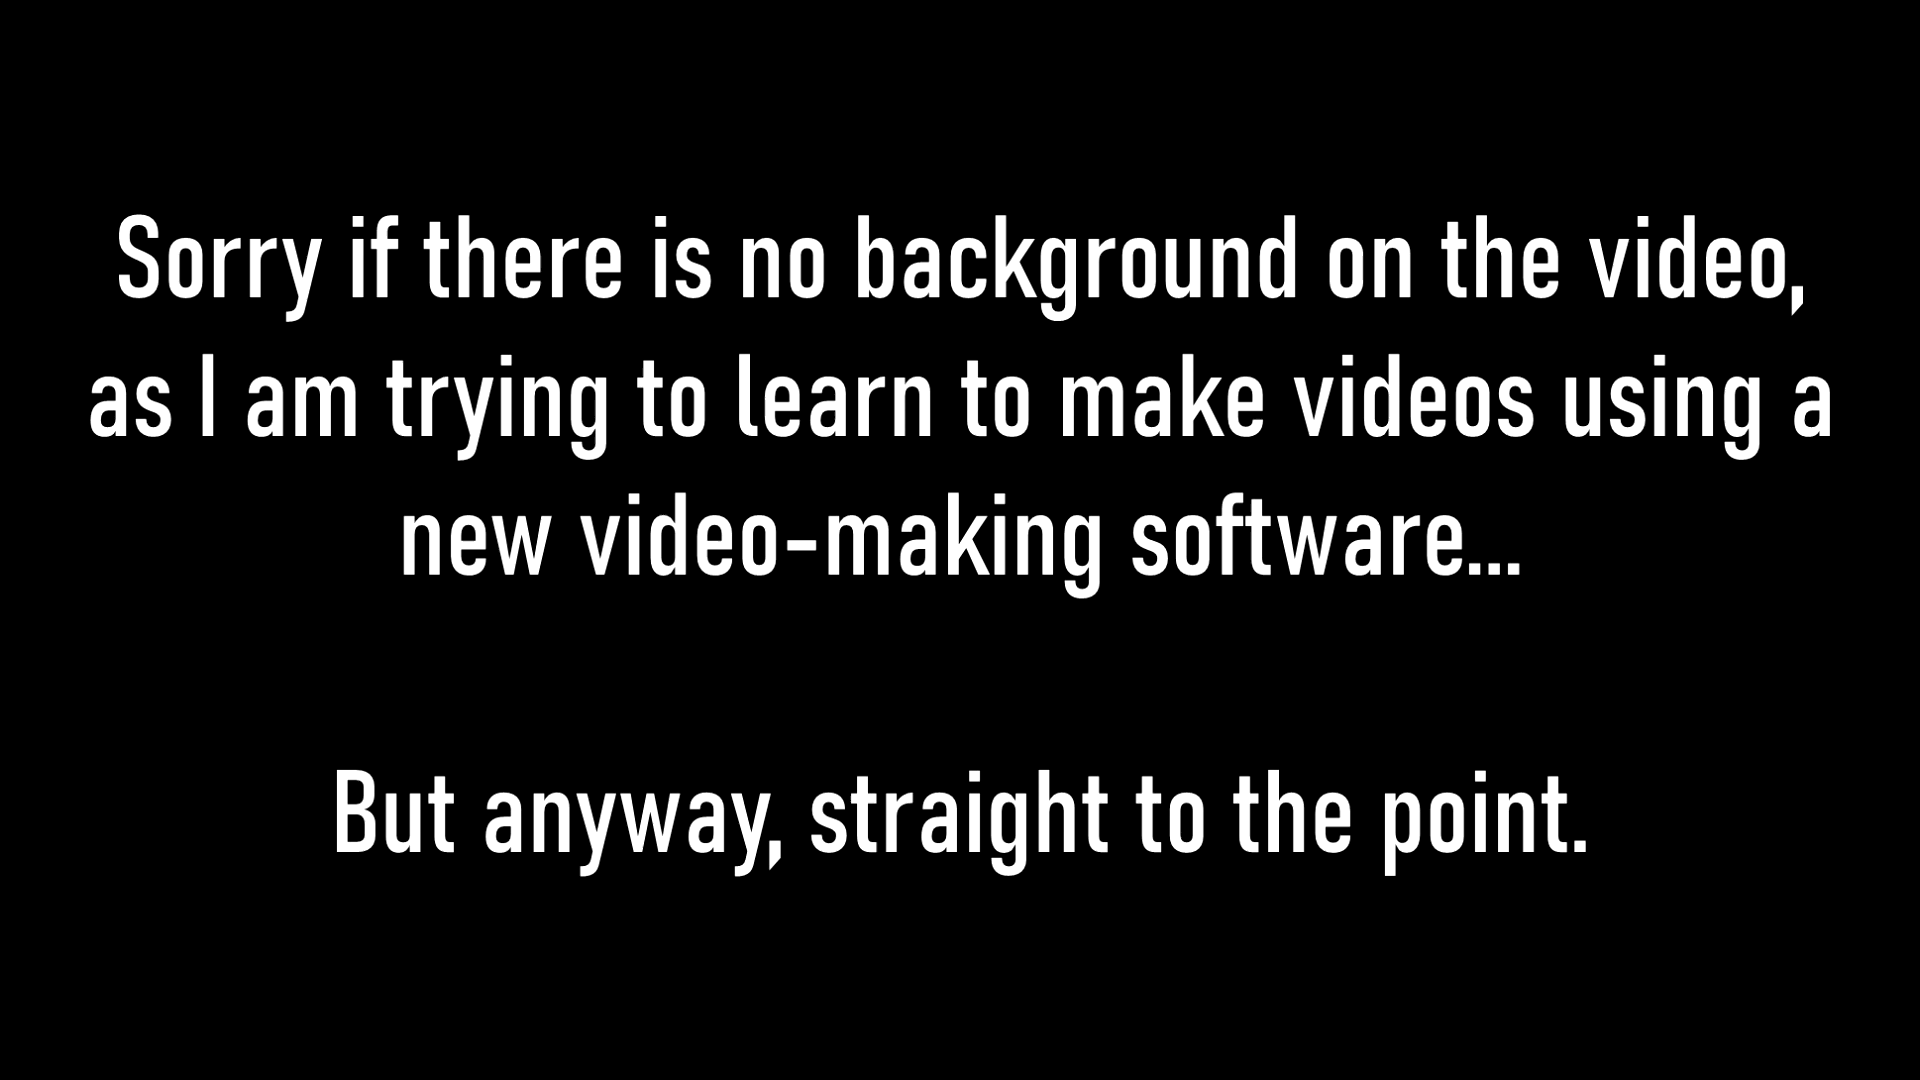 Sorry if there is no background on the video,
as I am trying to learn to make videos using a
new video-making software...
But anyway, straight to the point.